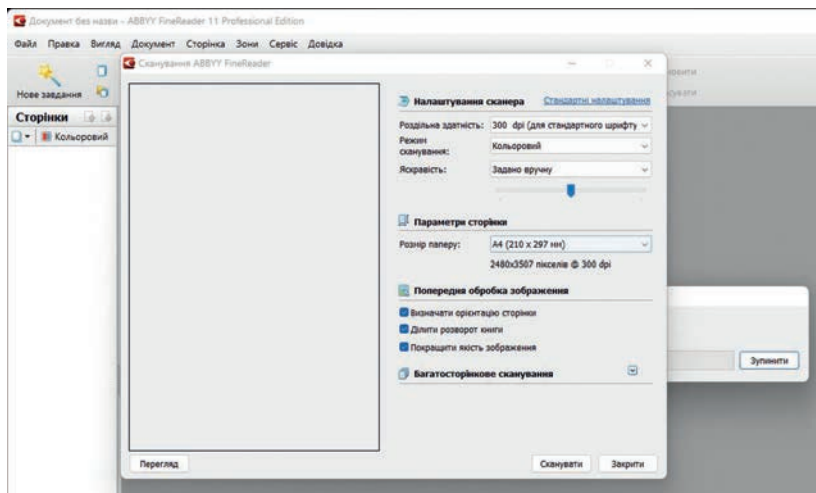 Документ без назви - ABBYY FineReader 11 Professional Edition
Файл Правка Вигляд Документ Сторінка Зони Сервіс Довідка
Нове завдання
Сторінки
Кольоровий
Сканування ABBYY FineReader
Налаштування сканера Стандартні налаштування
Роздільна здатність: 300 dpi (для стандартного шрифту
Режим сканування: Кольоровий
Яскравість: Задано вручну
Параметри сторінки
Розмір паперу: A4 (210 x 297 мм)
2480x3507 пікселів @ 300 dpi
Попередня обробка зображення
Визначати орієнтацію сторінки
Ділити розворот книги
Покращити якість зображення
Багатосторінкове сканування
Зупинити
Перегляд Сканувати Закрити